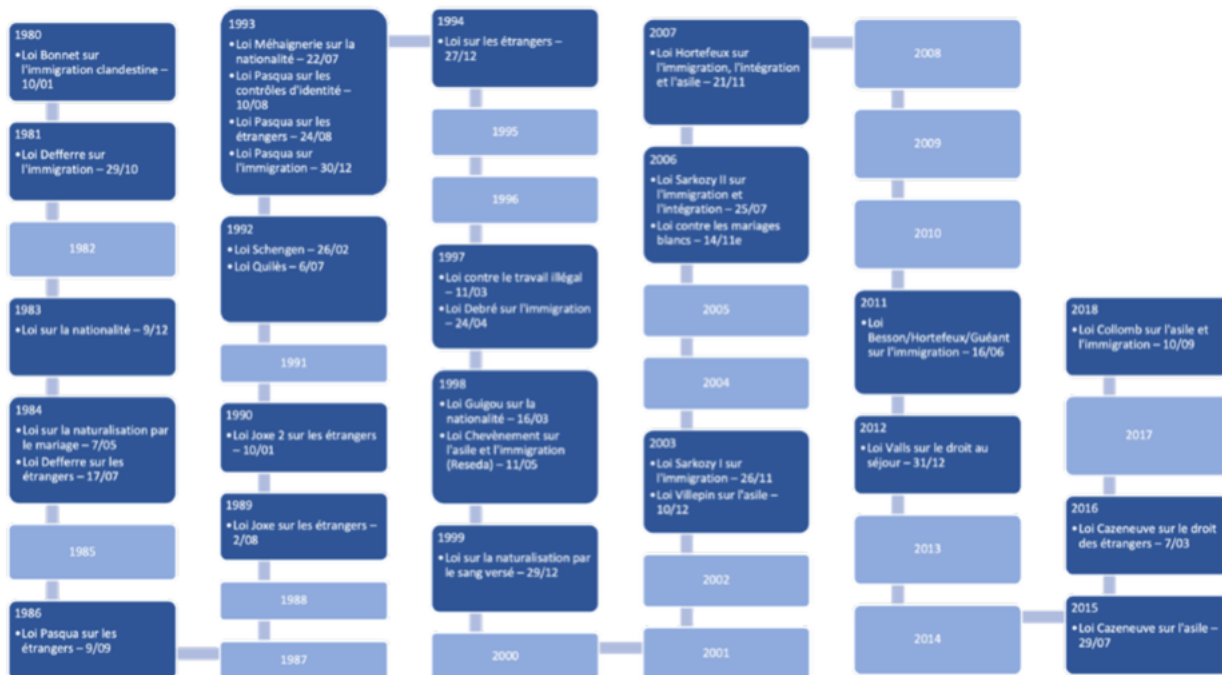 1980
•Loi Bonnet sur
l'immigration clandestine –
10/01
1981
•Loi Defferre sur
l'immigration – 29/10
1982
1983
•Loi sur la nationalité – 9/12
1984
•Loi sur la naturalisation par
le mariage – 7/05
•Loi Defferre sur les
étrangers – 17/07
1985
1986
•Loi Pasqua sur les
étrangers – 9/09
1987
1988
1989
•Loi Joxe sur les étrangers –
2/08
1990
•Loi Joxe 2 sur les étrangers
– 10/01
1991
1992
•Loi Schengen – 26/02
•Loi Quilès – 6/07
1993
•Loi Méhaignerie sur la
nationalité – 22/07
•Loi Pasqua sur les
contrôles d'identité –
10/08
•Loi Pasqua sur les
étrangers – 24/08
•Loi Pasqua sur
l'immigration – 30/12
1994
•Loi sur les étrangers –
27/12
1995
1996
1997
•Loi contre le travail illégal
– 11/03
•Loi Debré sur l'immigration
– 24/04
1998
•Loi Guigou sur la
nationalité – 16/03
•Loi Chevènement sur
l'asile et l'immigration
(Reseda) – 11/05
1999
•Loi sur la naturalisation par
le sang versé – 29/12
2000
2001
2002
2003
•Loi Sarkozy I sur
l'immigration – 26/11
•Loi Villepin sur l'asile –
10/12
2004
2005
2006
•Loi Sarkozy II sur
l'immigration et
l'intégration – 25/07
•Loi contre les mariages
blancs – 14/11e
2007
•Loi Hortefeux sur
l'immigration, l'intégration
et l'asile – 21/11
2008
2009
2010
2011
•Loi
Besson/Hortefeux/Guéant
sur l'immigration – 16/06
2012
•Loi Valls sur le droit au
séjour – 31/12
2013
2014
2015
•Loi Cazeneuve sur l'asile –
29/07
2016
•Loi Cazeneuve sur le droit
des étrangers – 7/03
2017
2018
•Loi Collomb sur l'asile et
l'immigration – 10/09